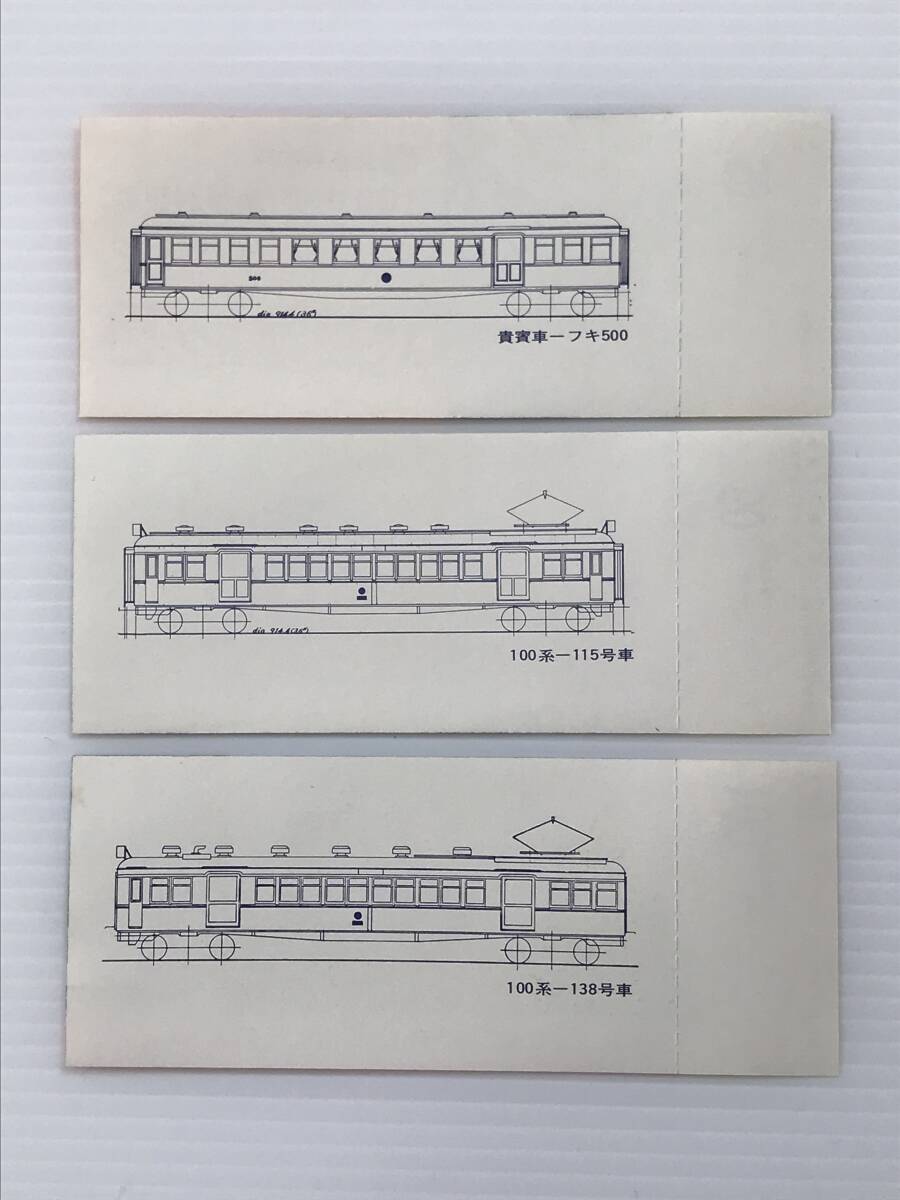 500
dia 914.4(36")
貴賓車ーフキ500
dia 914.4(36")
100系ー115号車
100系ー138号車